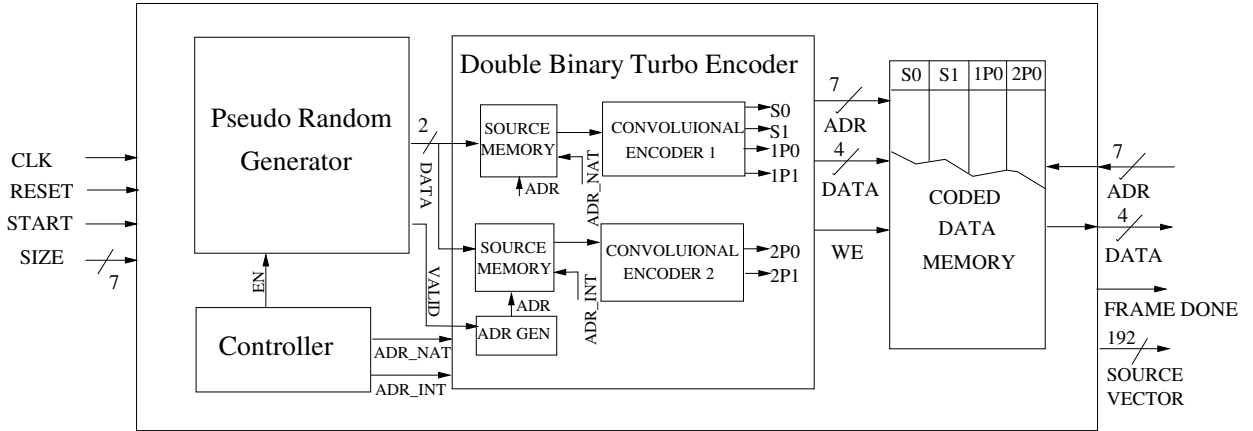 CLK
RESET
START
SIZE
7
Pseudo Random
Generator
EN
Controller
2
DATA
VALID
ADR_NAT
ADR_INT
Double Binary Turbo Encoder
SOURCE
MEMORY
ADR
ADR_NAT
CONVOLUIONAL
ENCODER 1
S0
S1
1P0
1P1
SOURCE
MEMORY
ADR
ADR_INT
ADR GEN
CONVOLUIONAL
ENCODER 2
2P0
2P1
7
ADR
4
DATA
WE
S0 S1 1P0 2P0
CODED
DATA
MEMORY
7
ADR
4
DATA
FRAME DONE
192
SOURCE
VECTOR